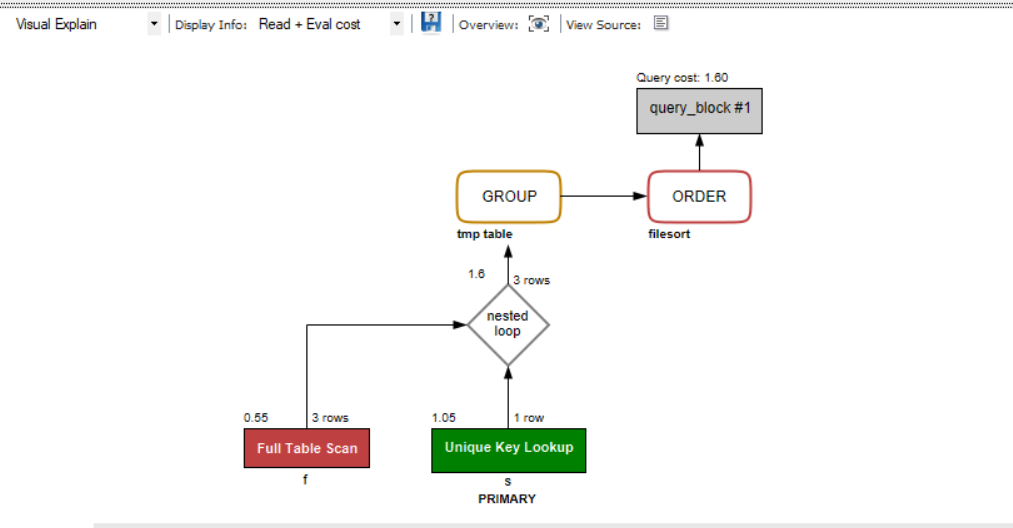 Visual Explain Display Info: Read + Eval cost Overview: View Source:
Query cost: 1.60
query_block #1
GROUP
ORDER
tmp table
filesort
1.6
3 rows
nested
loop
0.55
3 rows
1.05
1 row
Full Table Scan
Unique Key Lookup
f
s
PRIMARY